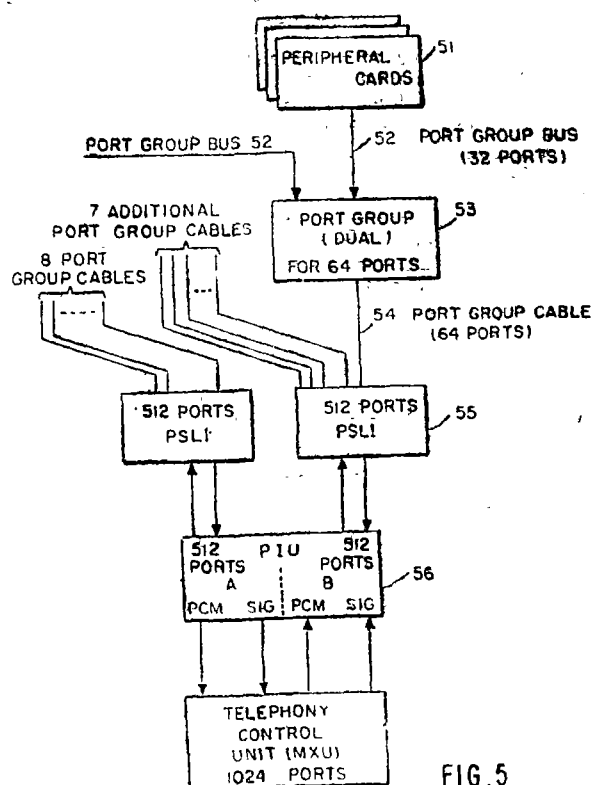 PERIPHERAL
CARDS
51
PORT GROUP BUS 52
52
PORT GROUP BUS
(32 PORTS)
7 ADDITIONAL
PORT GROUP CABLES
8 PORT
GROUP CABLES
PORT GROUP
(DUAL)
FOR 64 PORTS
53
54
PORT GROUP CABLE
(64 PORTS)
512 PORTS
PSLI
512 PORTS
PSLI
55
512
PORTS
A
PIU
512
PORTS
B
56
PCM SIG PCM SIG
TELEPHONY
CONTROL
UNIT (MXU)
1024 PORTS
FIG. 5